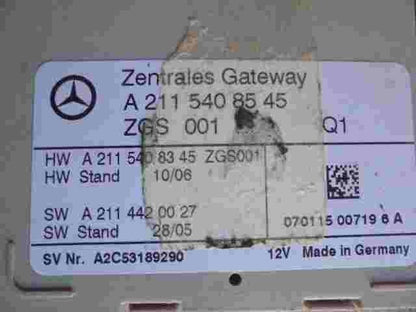 Zentrales Gateway
A 211 540 85 45
ZGS 001 Q1
HW A 211 540 83 45 ZGS001
HW Stand 10/06
SW A 211 442 00 27
SW Stand 28/05
070115 00719 6 A
SV Nr. A2C53189290 12V Made in Germany